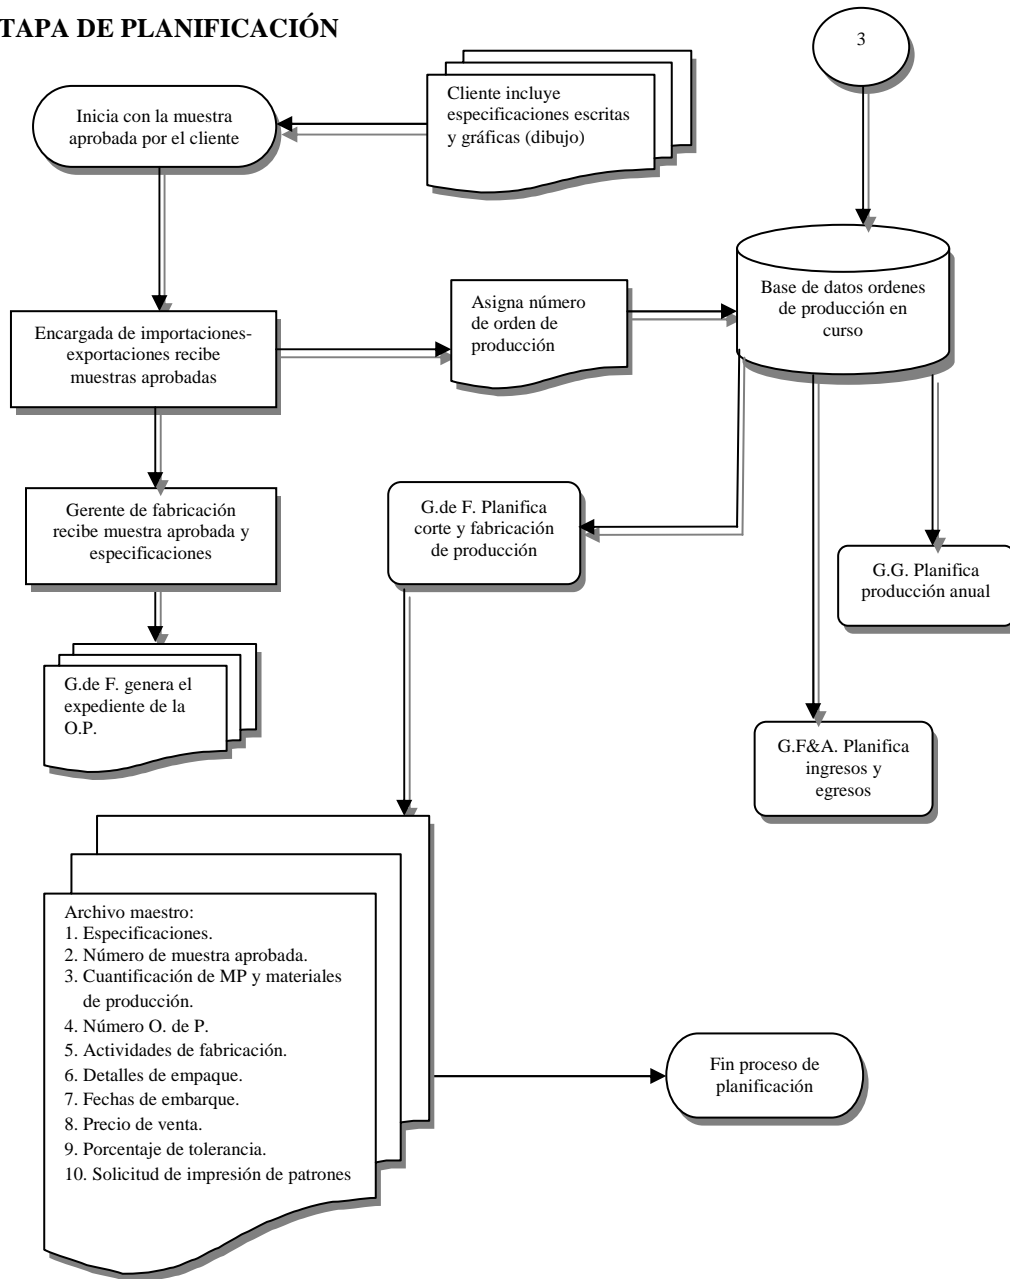 TAPA DE PLANIFICACIÓN
3
Cliente incluye
especificaciones escritas
y gráficas (dibujo)
Inicia con la muestra
aprobada por el cliente
Base de datos ordenes
de producción en
curso
Asigna número
de orden de
producción
Encargada de importaciones-
exportaciones recibe
muestras aprobadas
Gerente de fabricación
recibe muestra aprobada y
especificaciones
G.de F. Planifica
corte y fabricación
de producción
G.G. Planifica
producción anual
G.de F. genera el
expediente de la
O.P.
G.F&A. Planifica
ingresos y
egresos
Archivo maestro:
1. Especificaciones.
2. Número de muestra aprobada.
3. Cuantificación de MP y materiales
de producción.
4. Número O. de P.
5. Actividades de fabricación.
6. Detalles de empaque.
7. Fechas de embarque.
8. Precio de venta.
9. Porcentaje de tolerancia.
10. Solicitud de impresión de patrones
Fin proceso de
planificación